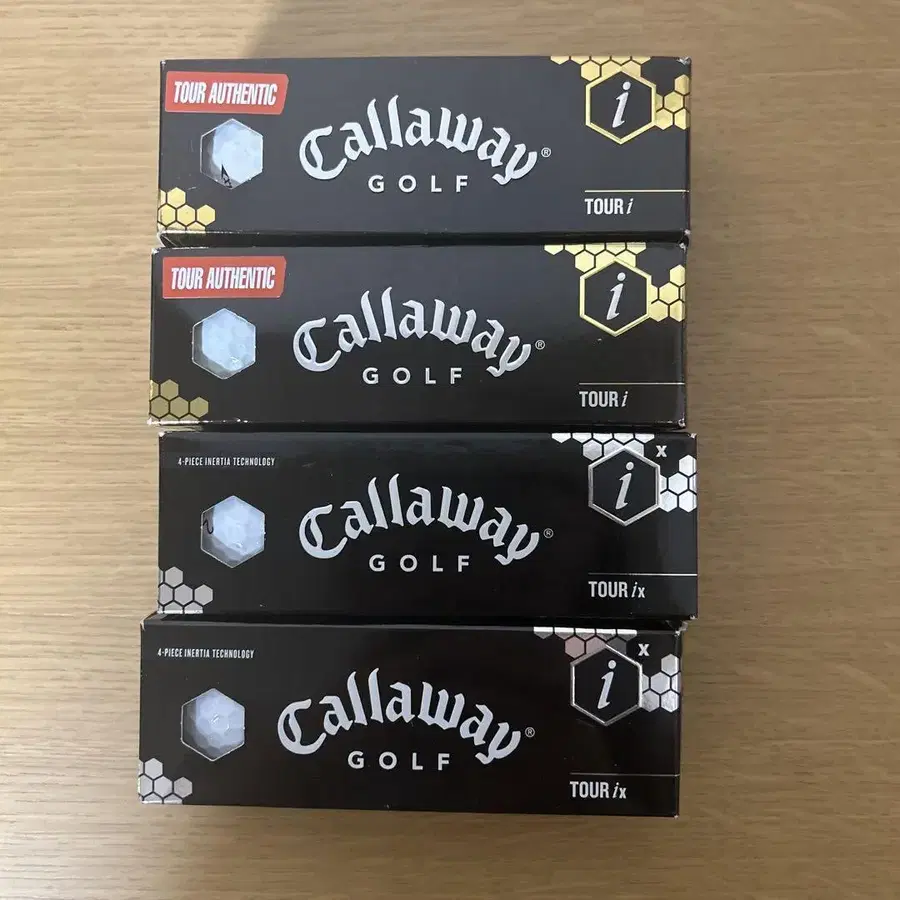 TOUR AUTHENTIC
Callaway®
GOLF
i
TOUR i
TOUR AUTHENTIC
Callaway®
GOLF
i
TOUR i
4-PIECE INERTIA TECHNOLOGY
Callaway®
GOLF
i x
TOUR ix
4-PIECE INERTIA TECHNOLOGY
Callaway®
GOLF
i x
TOUR ix